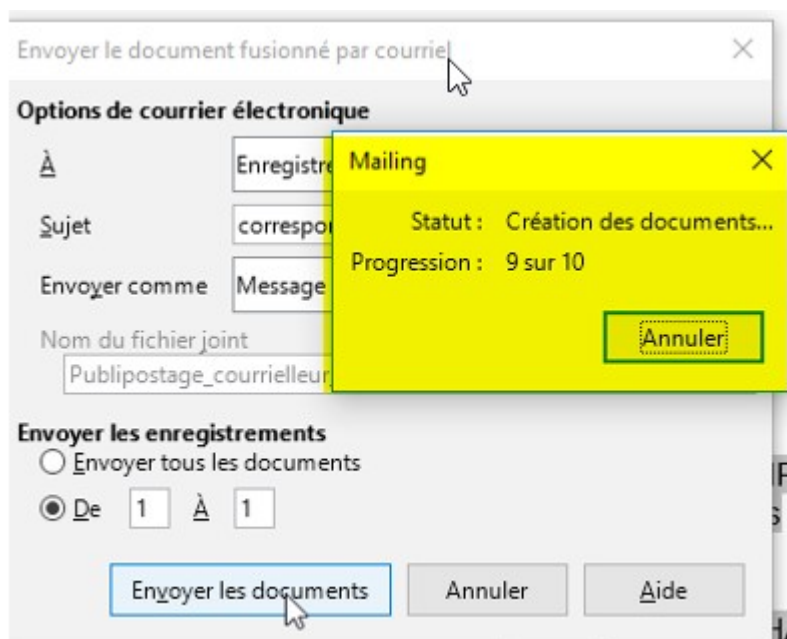 Envoyer le document fusionné par courriel
Options de courrier électronique
À Enregistre
Mailing
Statut : Création des documents...
Progression : 9 sur 10
Annuler
Sujet correspo
Envoyer comme Message
Nom du fichier joint
Publipostage_courrielleur
Envoyer les enregistrements
Envoyer tous les documents
De 1 À 1
Envoyer les documents Annuler Aide